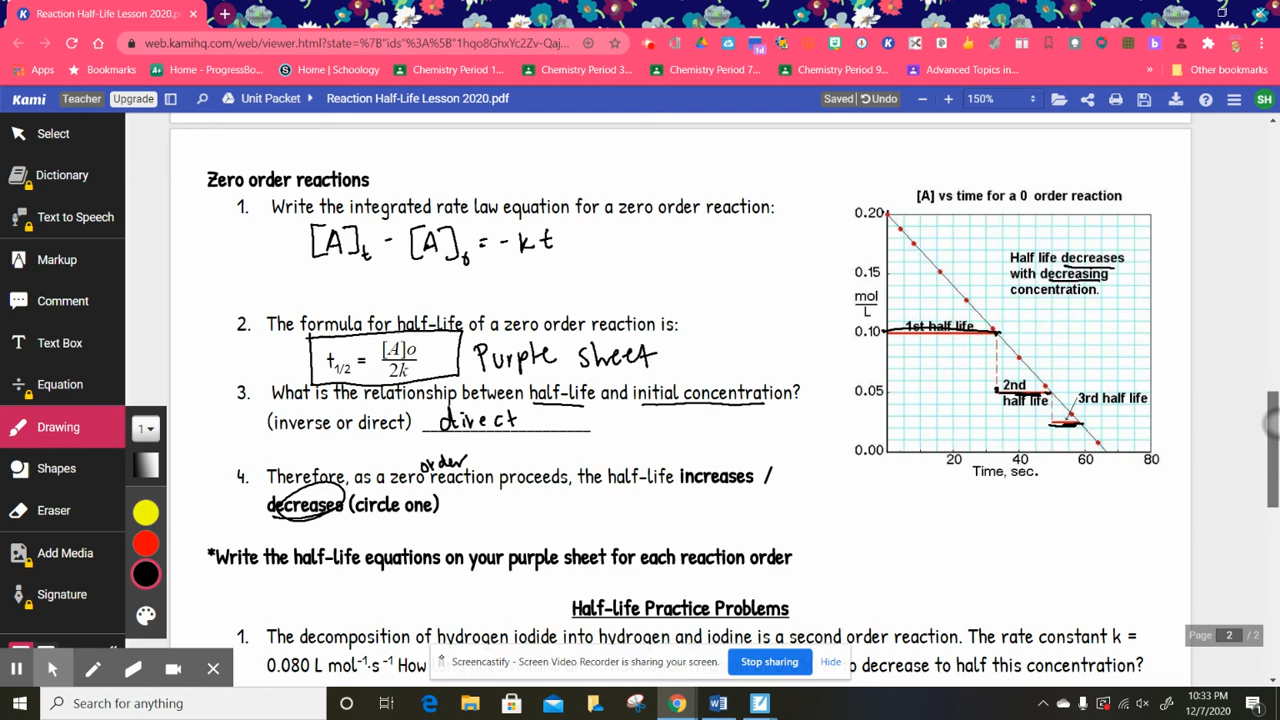 Reaction Half-Life Lesson 2020.p
web.kamihq.com/web/viewer.html?state=%7B"ids"%3A%5B"1hqo8GhxYc2Zv-Qaj...
1d
Apps Bookmarks Home - ProgressBo... Home | Schoology Chemistry Period 1... Chemistry Period 3... Chemistry Period 7... Chemistry Period 9... Advanced Topics in... » Other bookmarks
Kami Teacher Upgrade Unit Packet Reaction Half-Life Lesson 2020.pdf Saved Undo 150% SH
Select
Dictionary
Text to Speech
Markup
Comment
Text Box
Equation
Drawing
1
Shapes
Eraser
Add Media
Signature
Zero order reactions
1. Write the integrated rate law equation for a zero order reaction:
[A]t - [A]0 = - k t
2. The formula for half-life of a zero order reaction is:
t1/2 = [A]o
2k
Purple sheet
3. What is the relationship between half-life and initial concentration?
(inverse or direct) direct
order
4. Therefore, as a zero reaction proceeds, the half-life increases /
decreases (circle one)
*Write the half-life equations on your purple sheet for each reaction order
[A] vs time for a 0 order reaction
0.20
Half life decreases
with decreasing
concentration.
0.15
mol
L
0.10 1st half life
0.05 2nd
half life
3rd half life
0.00
20 40 60 80
Time, sec.
Half-life Practice Problems
1. The decomposition of hydrogen iodide into hydrogen and iodine is a second order reaction. The rate constant k =
0.080 L mol-1·s-1 How
o decrease to half this concentration?
Page 2 / 2
Screencastify - Screen Video Recorder is sharing your screen. Stop sharing Hide
Type here to search
10:33 PM
12/7/2020